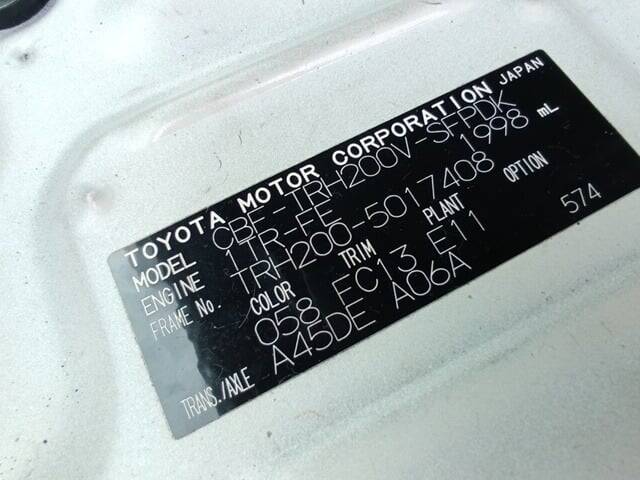 TOYOTA MOTOR CORPORATION JAPAN
MODEL CBF-TRH200V-SFPDK
ENGINE 1TR-FE 1998 mL
FRAME No. TRH200-5017408
COLOR TRIM PLANT OPTION
058 FC13 E11 574
TRANS./AXLE A45DE A06A